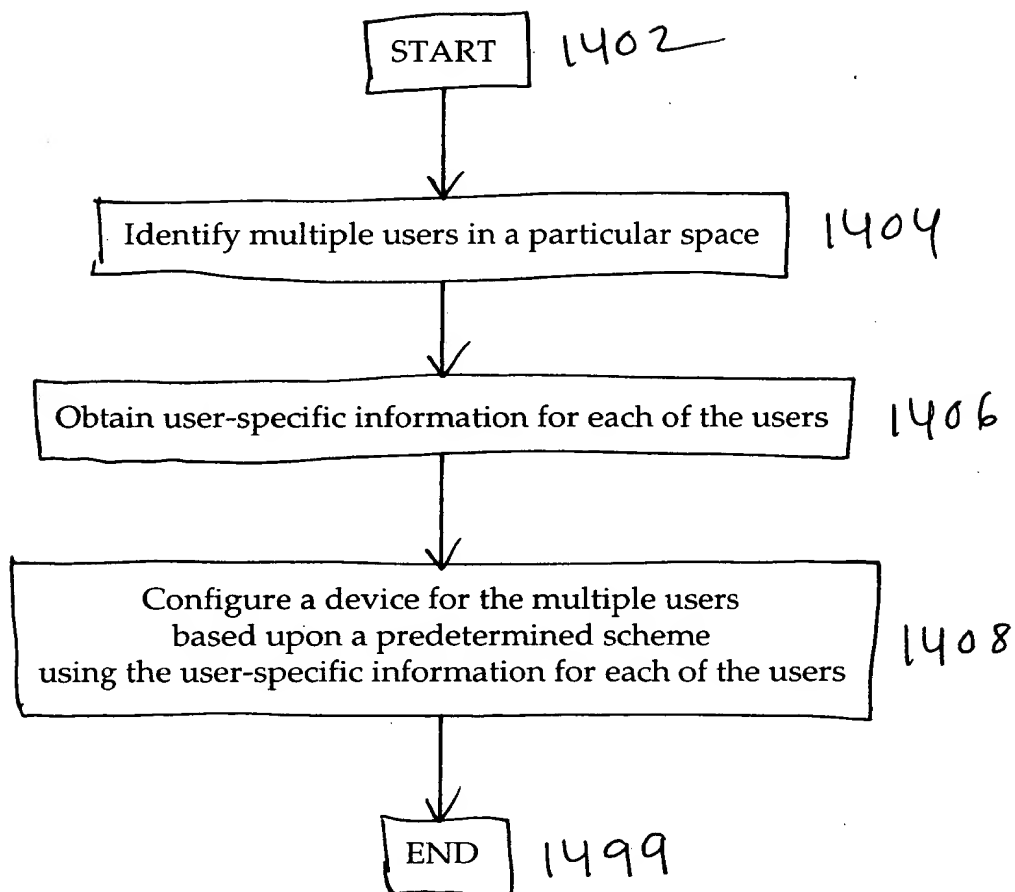 START 1402
Identify multiple users in a particular space 1404
Obtain user-specific information for each of the users 1406
Configure a device for the multiple users
based upon a predetermined scheme
using the user-specific information for each of the users
1408
END 1499